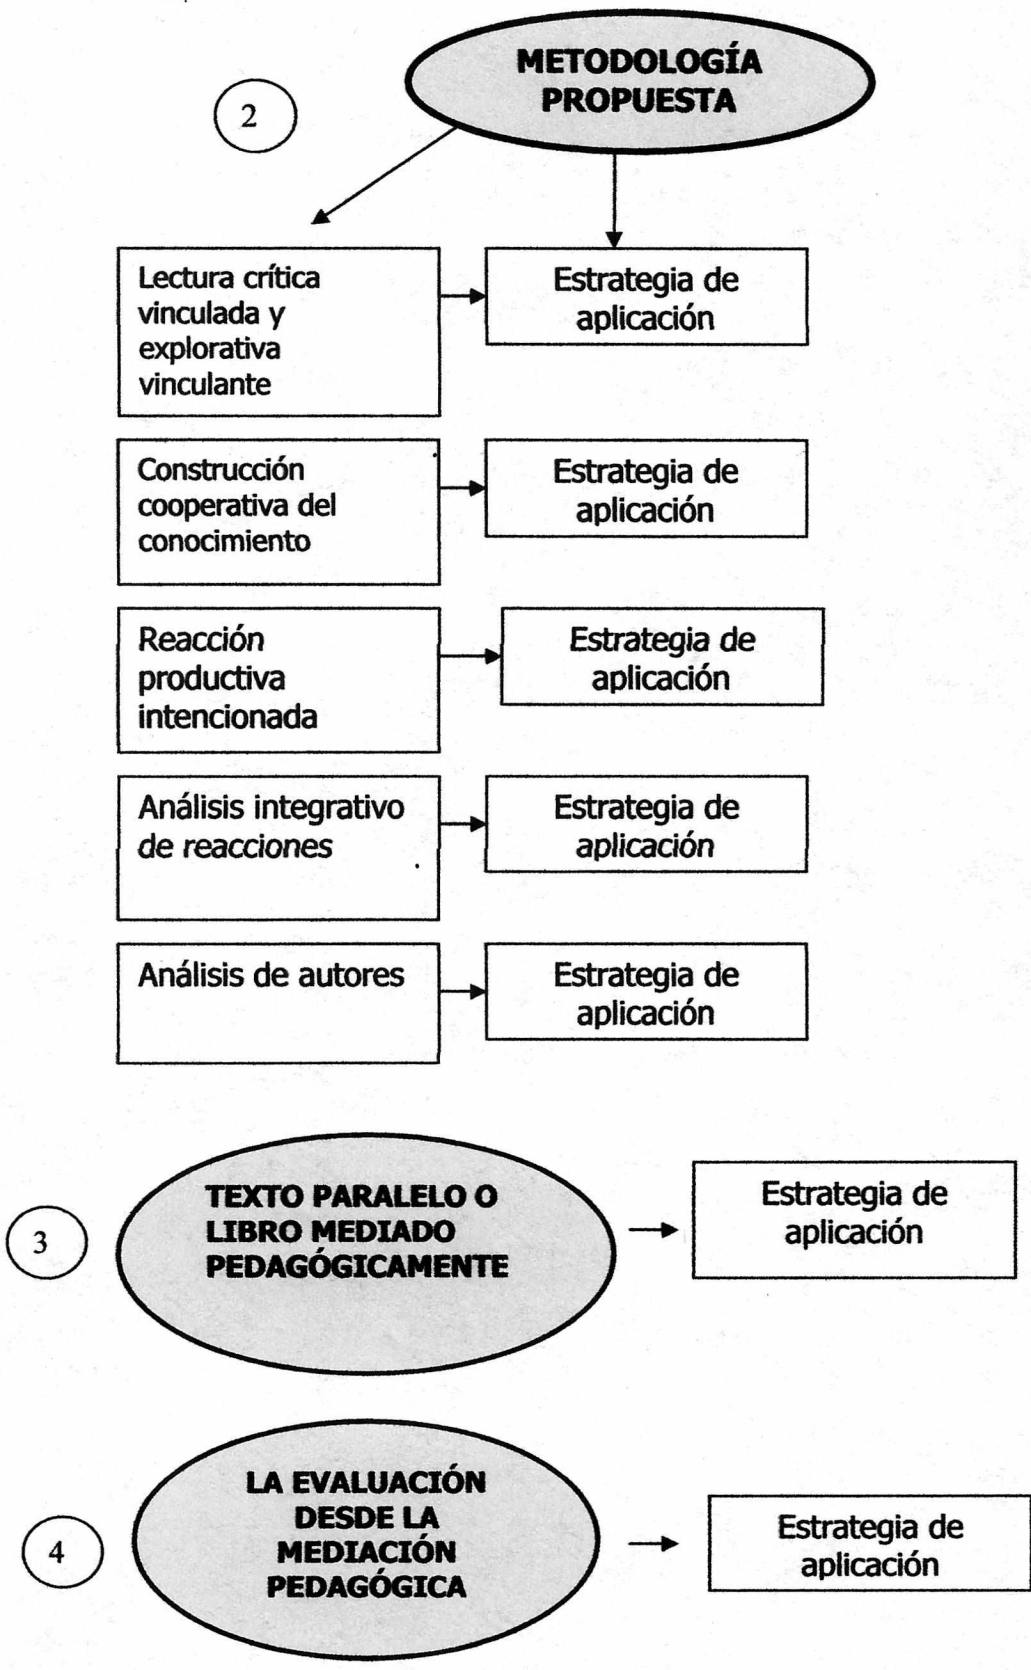 METODOLOGÍA
PROPUESTA
2
Lectura crítica
vinculada y
explorativa
vinculante
Estrategia de
aplicación
Construcción
cooperativa del
conocimiento
Estrategia de
aplicación
Reacción
productiva
intencionada
Estrategia de
aplicación
Análisis integrativo
de reacciones
Estrategia de
aplicación
Análisis de autores
Estrategia de
aplicación
3
TEXTO PARALELO O
LIBRO MEDIADO
PEDAGÓGICAMENTE
Estrategia de
aplicación
4
LA EVALUACIÓN
DESDE LA
MEDIACIÓN
PEDAGÓGICA
Estrategia de
aplicación